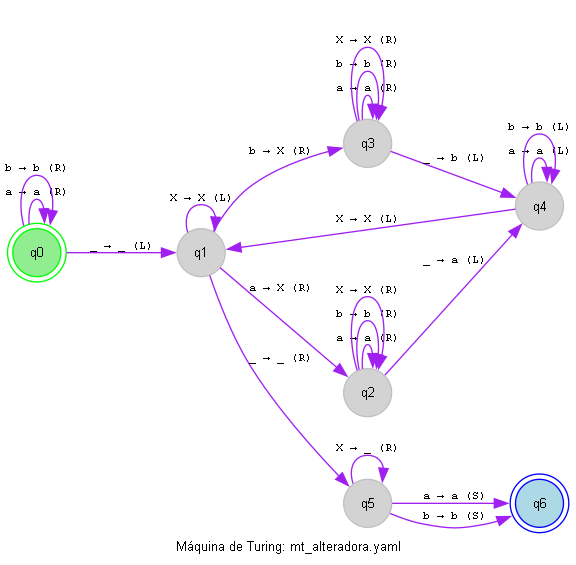 X → X (R)
b → b (R)
a → a (R)
q3
b → X (R)
_ → b (L)
b → b (L)
a → a (L)
q4
b → b (R)
a → a (R)
q0
_ → _ (L)
X → X (L)
q1
X → X (L)
a → X (R)
_ → a (L)
X → X (R)
b → b (R)
a → a (R)
q2
_ → _ (R)
X → _ (R)
q5
a → a (S)
b → b (S)
q6
Máquina de Turing: mt_alteradora.yaml